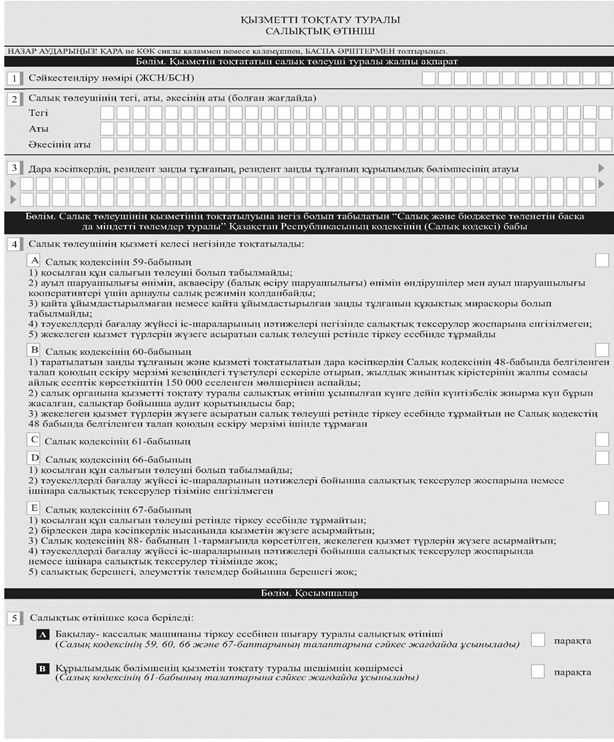 ҚЫЗМЕТТІ ТОҚТАТУ ТУРАЛЫ
САЛЫҚТЫҚ ӨТІНІШ
НАЗАР АУДАРЫҢЫЗ! ҚАРА не КӨК сиялы қаламмен немесе қаламұшпен, БАСПА ӘРІПТЕРМЕН толтырыңыз.
Бөлім. Қызметін тоқтататын салық төлеуші туралы жалпы ақпарат
1 Сәйкестендіру нөмірі (ЖСН/БСН)
2 Салық төлеушінің тегі, аты, әкесінің аты (болған жағдайда)
Тегі
Аты
Әкесінің аты
3 Дара кәсіпкердің, резидент заңды тұлғаның, резидент заңды тұлғаның құрылымдық бөлімшесінің атауы
Бөлім. Салық төлеушінің қызметінің тоқтатылуына негіз болып табылатын "Салық және бюджетке төленетін басқа
да міндетті төлемдер туралы" Қазақстан Республикасының кодексінің (Салық кодексі) бабы
4 Салық төлеушінің қызметі келесі негізінде тоқтатылады:
A Салық кодексінің 59-бабының
1) қосылған құн салығын төлеуші болып табылмайды;
2) ауыл шаруашылығы өнімін, акваөсіру (балық өсіру шаруашылығы) өнімін өндірушілер мен ауыл шаруашылығы
кооперативтері үшін арнаулы салық режимін қолданбайды;
3) қайта ұйымдастырылмаған немесе қайта ұйымдастырылған заңды тұлғаның құқықтық мирасқоры болып
табылмайды;
4) тәуекелдерді бағалау жүйесі іс-шараларының нәтижелері негізінде салықтық тексерулер жоспарына енгізілмеген;
5) жекелеген қызмет түрлерін жүзеге асыратын салық төлеуші ретінде тіркеу есебінде тұрмайды
B Салық кодексінің 60-бабының
1) таратылатын заңды тұлғаның және қызметі тоқтатылатын дара кәсіпкердің Салық кодексінің 48-бабында белгіленген
талап қоюдың ескіру мерзімі кезеңіндегі түзетулері ескеріле отырып, жылдық жиынтық кірістерінің жалпы сомасы
айлық есептік көрсеткіштің 150 000 еселенген мөлшерінен аспайды;
2) салық органына қызметті тоқтату туралы салықтық өтініш ұсынылған күнге дейін күнтізбелік жиырма күн бұрын
жасалған, салықтар бойынша аудит қорытындысы бар;
3) жекелеген қызмет түрлерін жүзеге асыратын салық төлеуші ретінде тіркеу есебінде тұрмайтын не Салық кодекстің
48 бабында белгіленген талап қоюдың ескіру мерзімі ішінде тұрмаған
C Салық кодексінің 61-бабының
D Салық кодексінің 66-бабының
1) қосылған құн салығын төлеуші болып табылмайды;
2) тәуекелдерді бағалау жүйесі іс-шараларының нәтижелері бойынша салықтық тексерулер жоспарына немесе
ішінара салықтық тексерулер тізіміне енгізілмеген
E Салық кодексінің 67-бабының
1) қосылған құн салығын төлеуші ретінде тіркеу есебінде тұрмайтын;
2) бірлескен дара кәсіпкерлік нысанында қызметін жүзеге асырмайтын;
3) Салық кодексінің 88- бабының 1-тармағында көрсетілген, жекелеген қызмет түрлерін жүзеге асырмайтын;
4) тәуекелдерді бағалау жүйесі іс-шараларының нәтижелері бойынша салықтық тексерулер жоспарында
немесе ішінара салықтық тексерулер тізімінде жоқ;
5) салықтық берешегі, әлеуметтік төлемдер бойынша берешегі жоқ;
Бөлім. Қосымшалар
5 Салықтық өтінішке қоса беріледі:
A Бақылау- кассалық машинаны тіркеу есебінен шығару туралы салықтық өтініші
(Салық кодексінің 59, 60, 66 және 67-баптарының талаптарына сәйкес жағдайда ұсынылады) парақта
B Құрылымдық бөлімшенің қызметін тоқтату туралы шешімнің көшірмесі
(Салық кодексінің 61-бабының талаптарына сәйкес жағдайда ұсынылады) парақта